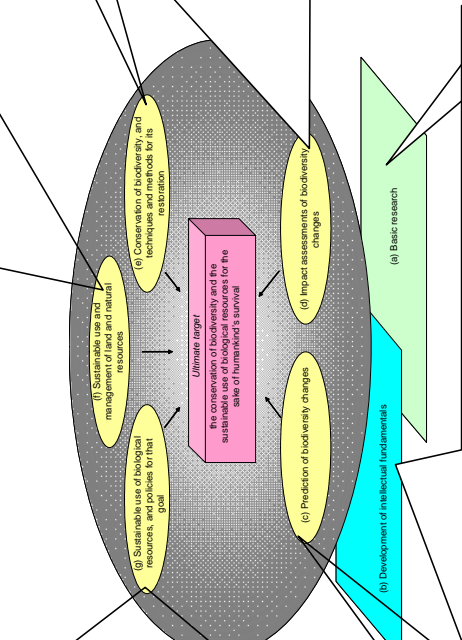 (f) Sustainable use and
management of land and natural
resources
(g) Sustainable use of biological
resources, and policies for that
goal
(e) Conservation of biodiversity, and
techniques and methods for its
restoration
Ultimate target
the conservation of biodiversity and the
sustainable use of biological resources for the
sake of humankind's survival
(c) Prediction of biodiversity changes
(d) Impact assessments of biodiversity
changes
(b) Development of intellectual fundamentals
(a) Basic research